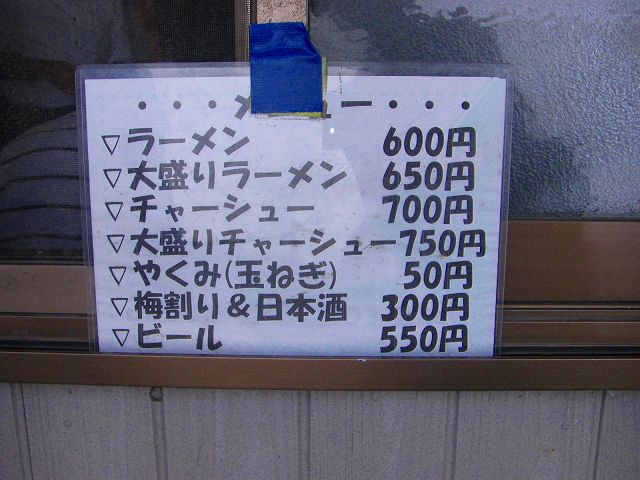 ・・・メー・・・
▽ラーメン 600円
▽大盛りラーメン 650円
▽チャーシュー 700円
▽大盛りチャーシュー 750円
▽やくみ(玉ねぎ) 50円
▽梅割り＆日本酒 300円
▽ビール 550円